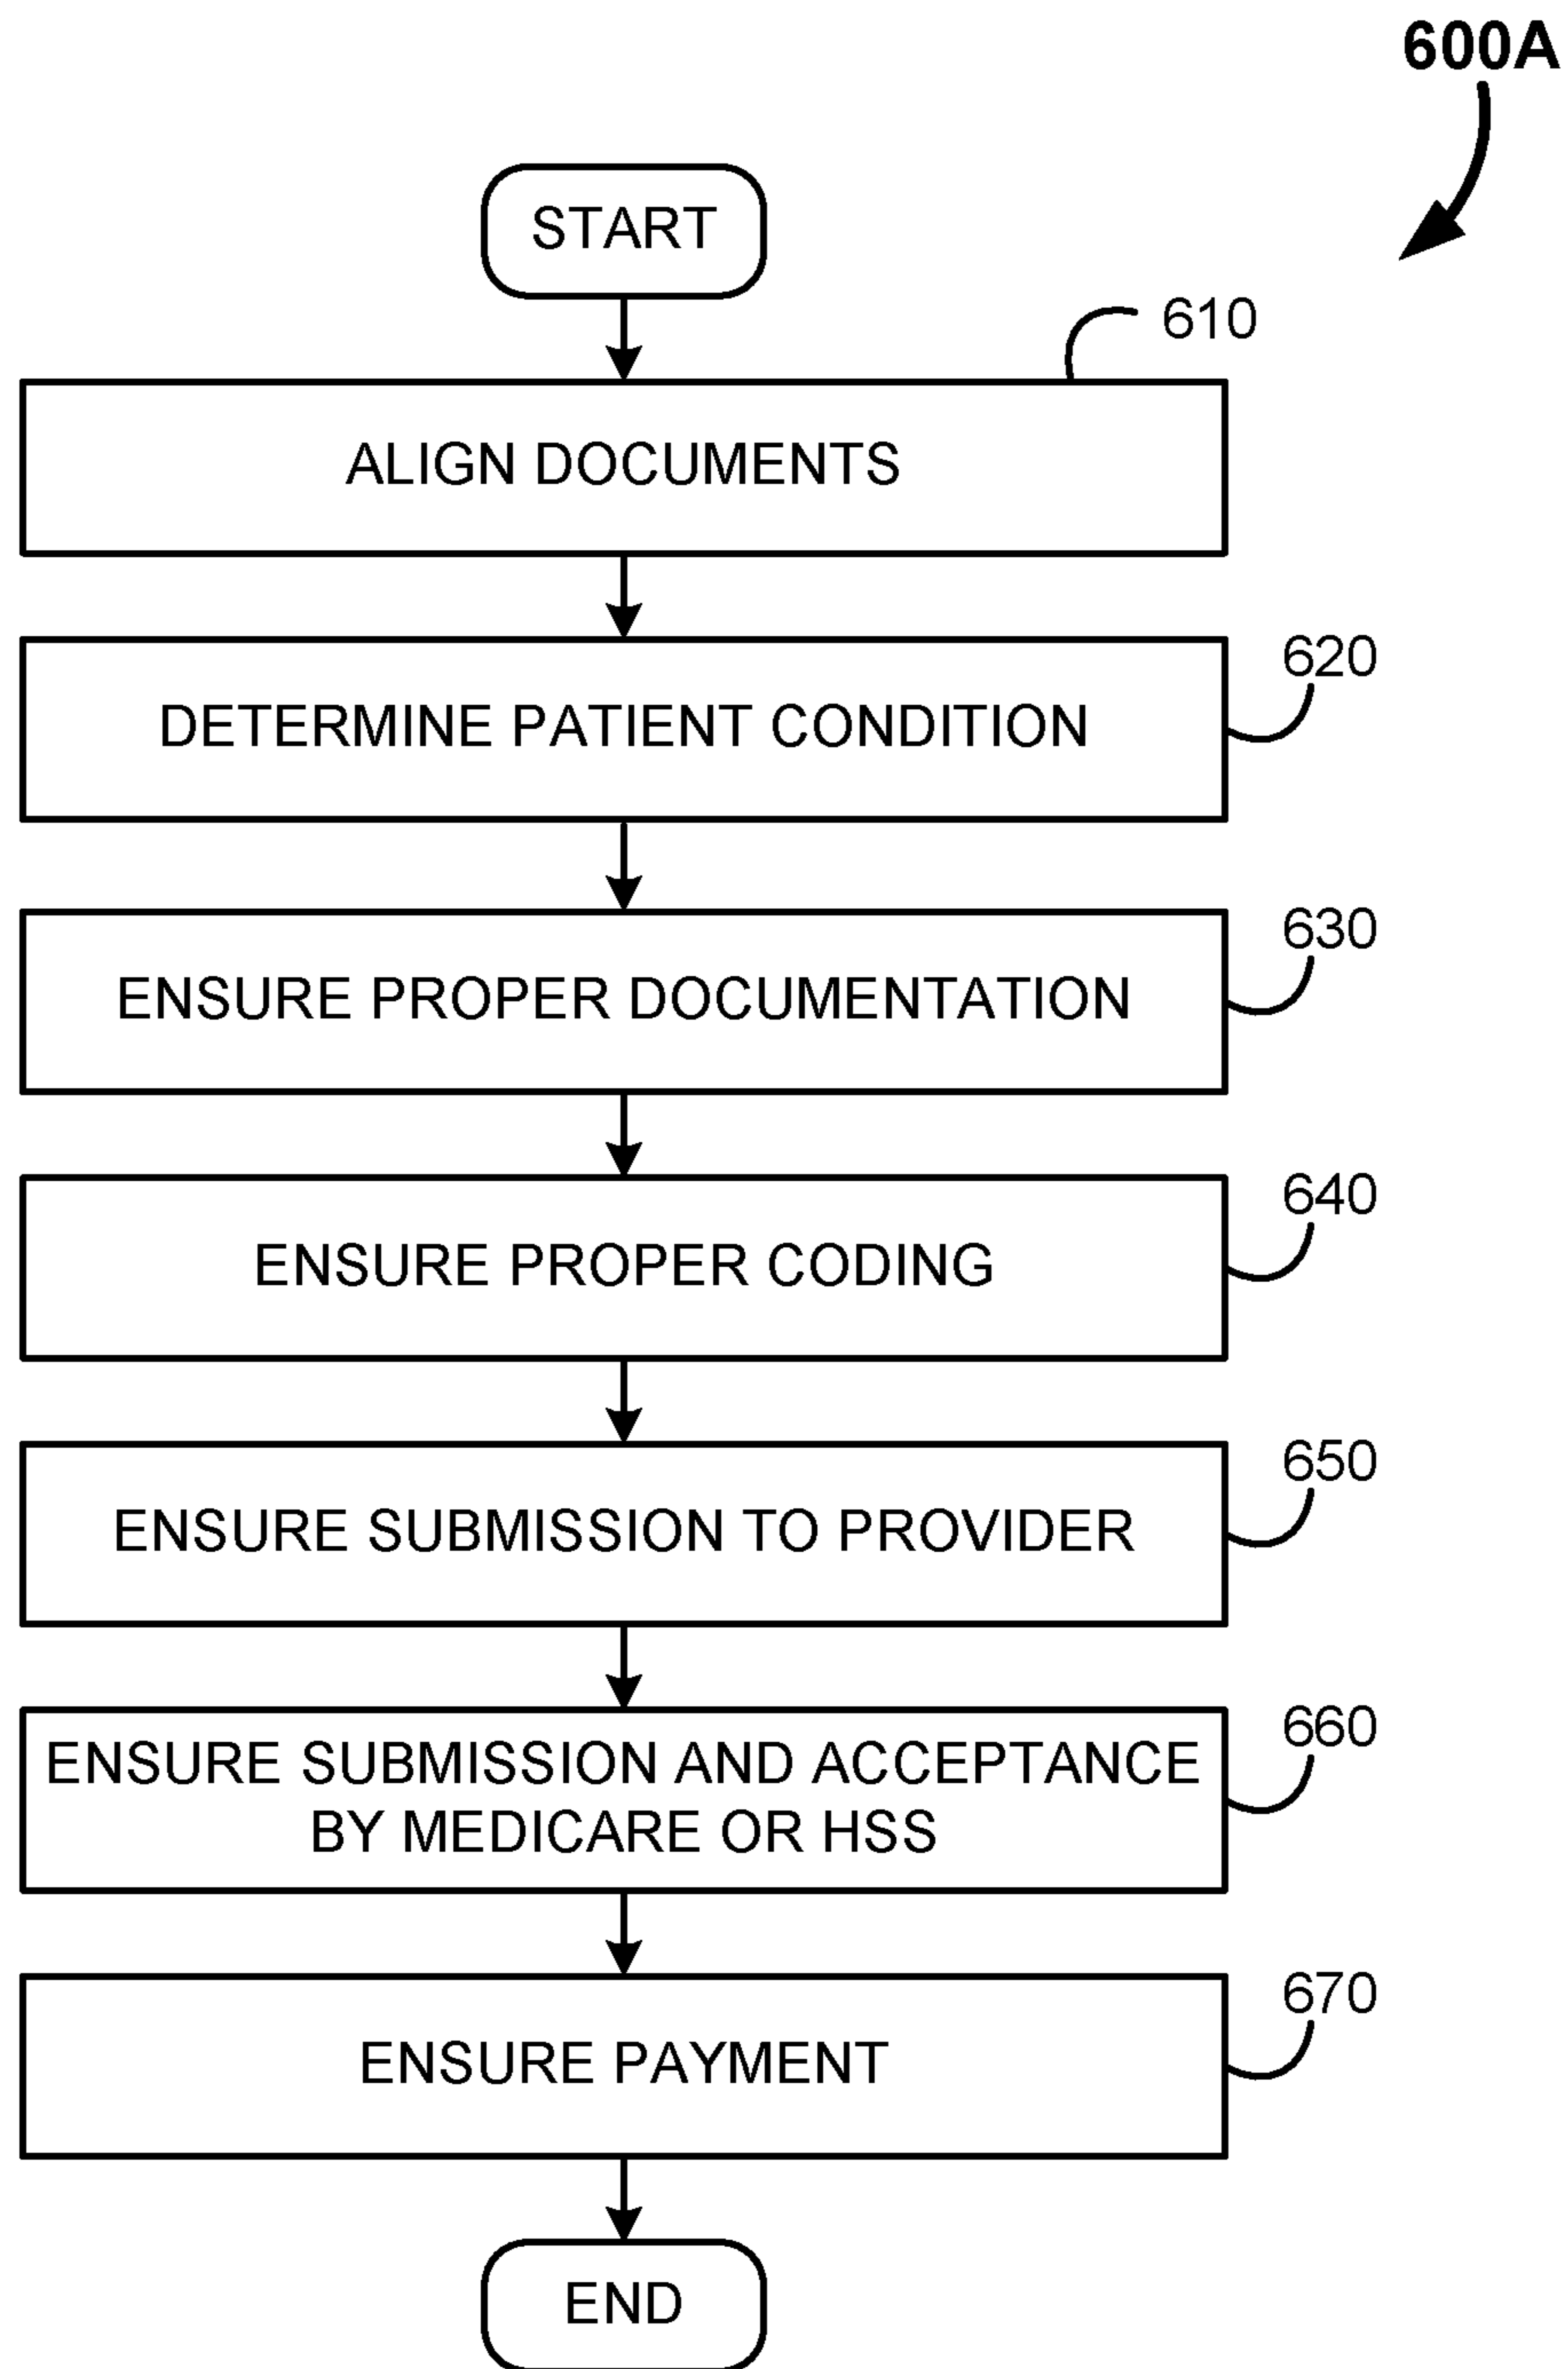 600A
START
610
ALIGN DOCUMENTS
620
DETERMINE PATIENT CONDITION
630
ENSURE PROPER DOCUMENTATION
640
ENSURE PROPER CODING
650
ENSURE SUBMISSION TO PROVIDER
660
ENSURE SUBMISSION AND ACCEPTANCE
BY MEDICARE OR HSS
670
ENSURE PAYMENT
END